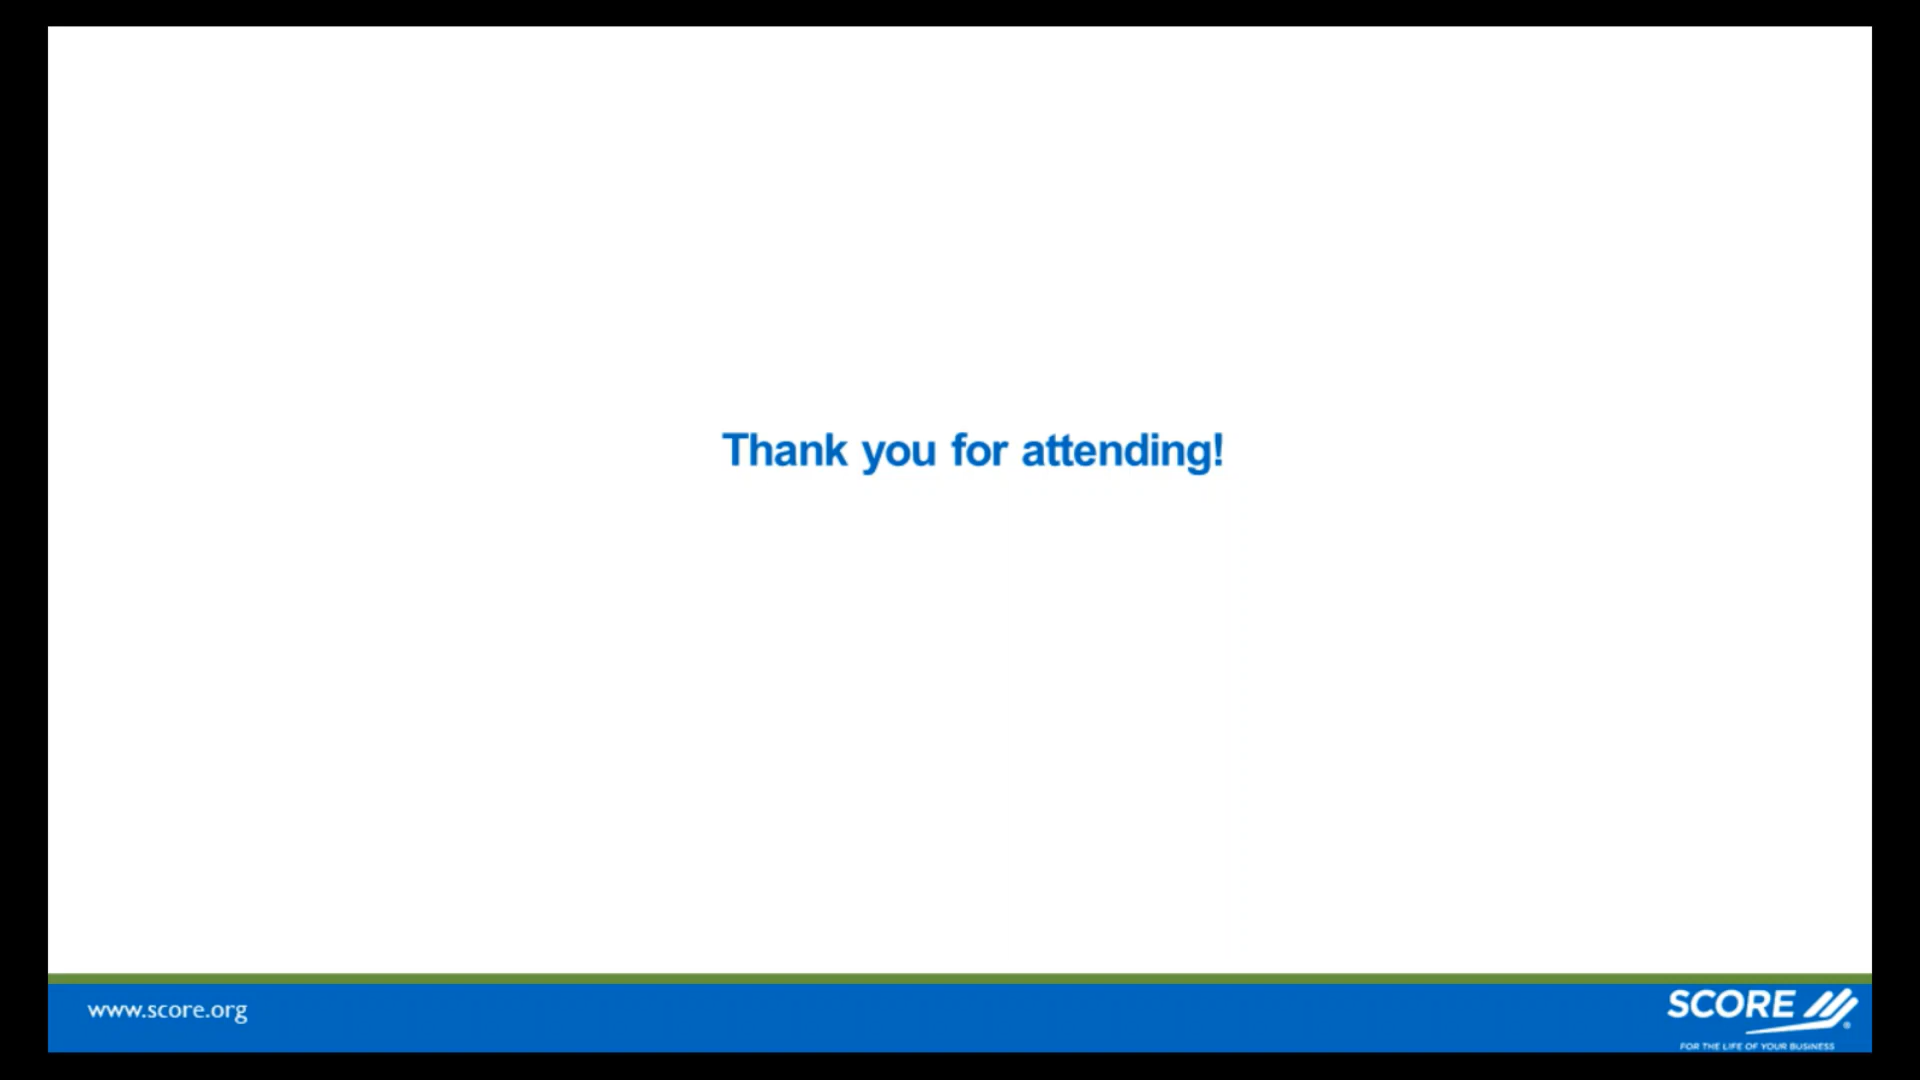 Thank you for attending!
www.score.org
SCORE
®
FOR THE LIFE OF YOUR BUSINESS